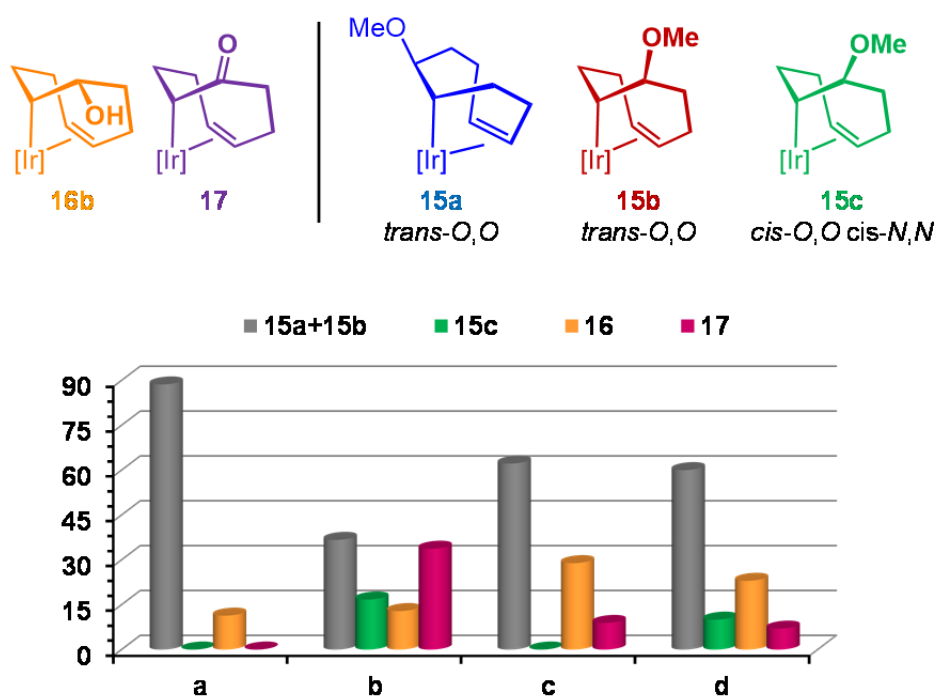 MeO
O
OMe
OMe
OH
[Ir]
[Ir]
[Ir]
[Ir]
[Ir]
16b
17
15a
15b
15c
trans-O,O
trans-O,O
cis-O,O cis-N,N
15a+15b
15c
16
17
90
75
60
45
30
15
0
a
b
c
d